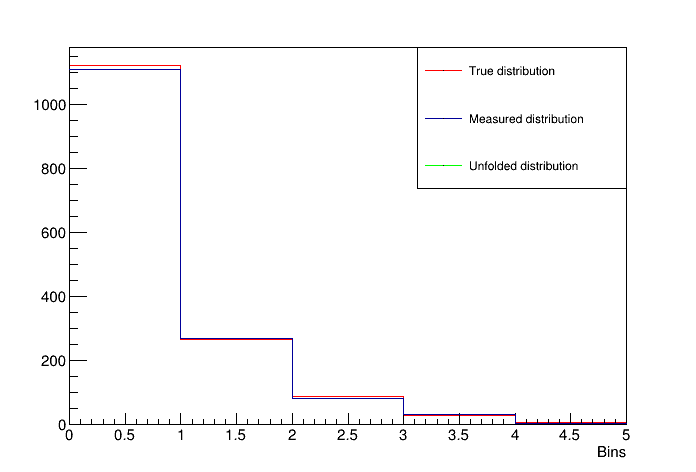 True distribution
1000
Measured distribution
800
Unfolded distribution
600
400
200
0
0 0.5 1 1.5 2 2.5 3 3.5 4 4.5 5
Bins